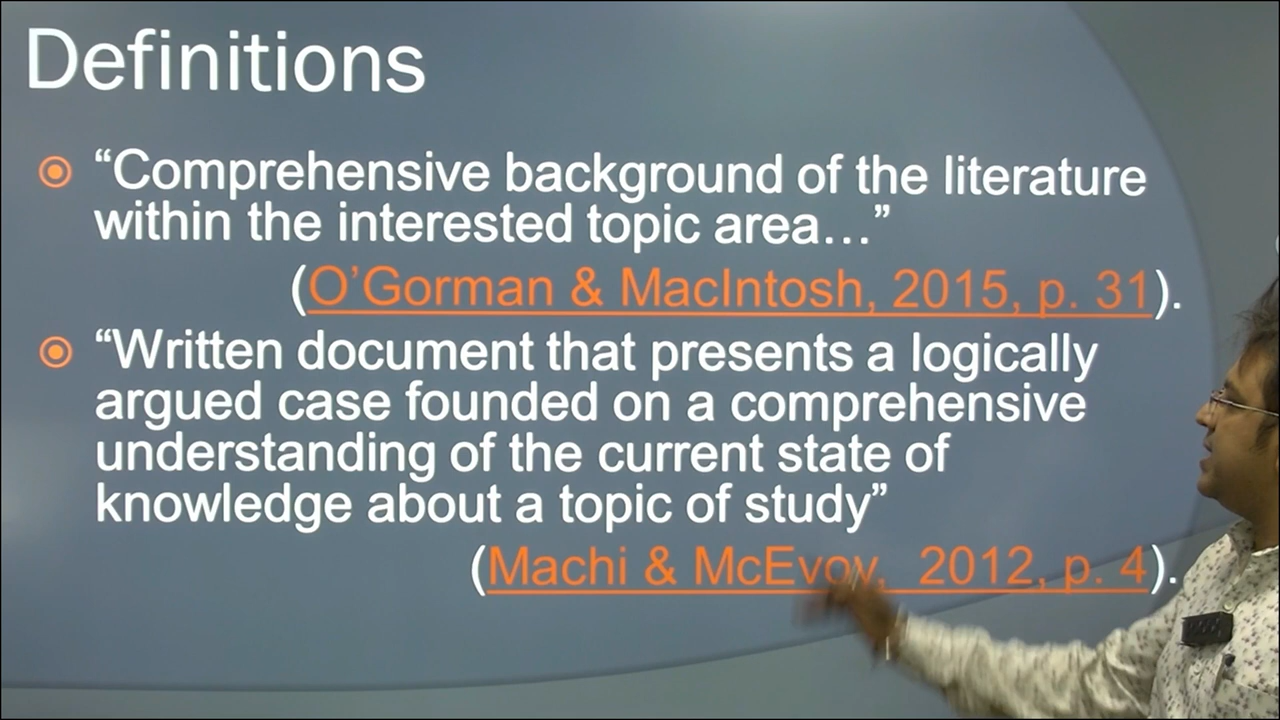 Definitions
“Comprehensive background of the literature
within the interested topic area…”
(O’Gorman & MacIntosh, 2015, p. 31).
“Written document that presents a logically
argued case founded on a comprehensive
understanding of the current state of
knowledge about a topic of study”
(Machi & McEvoy, 2012, p. 4).